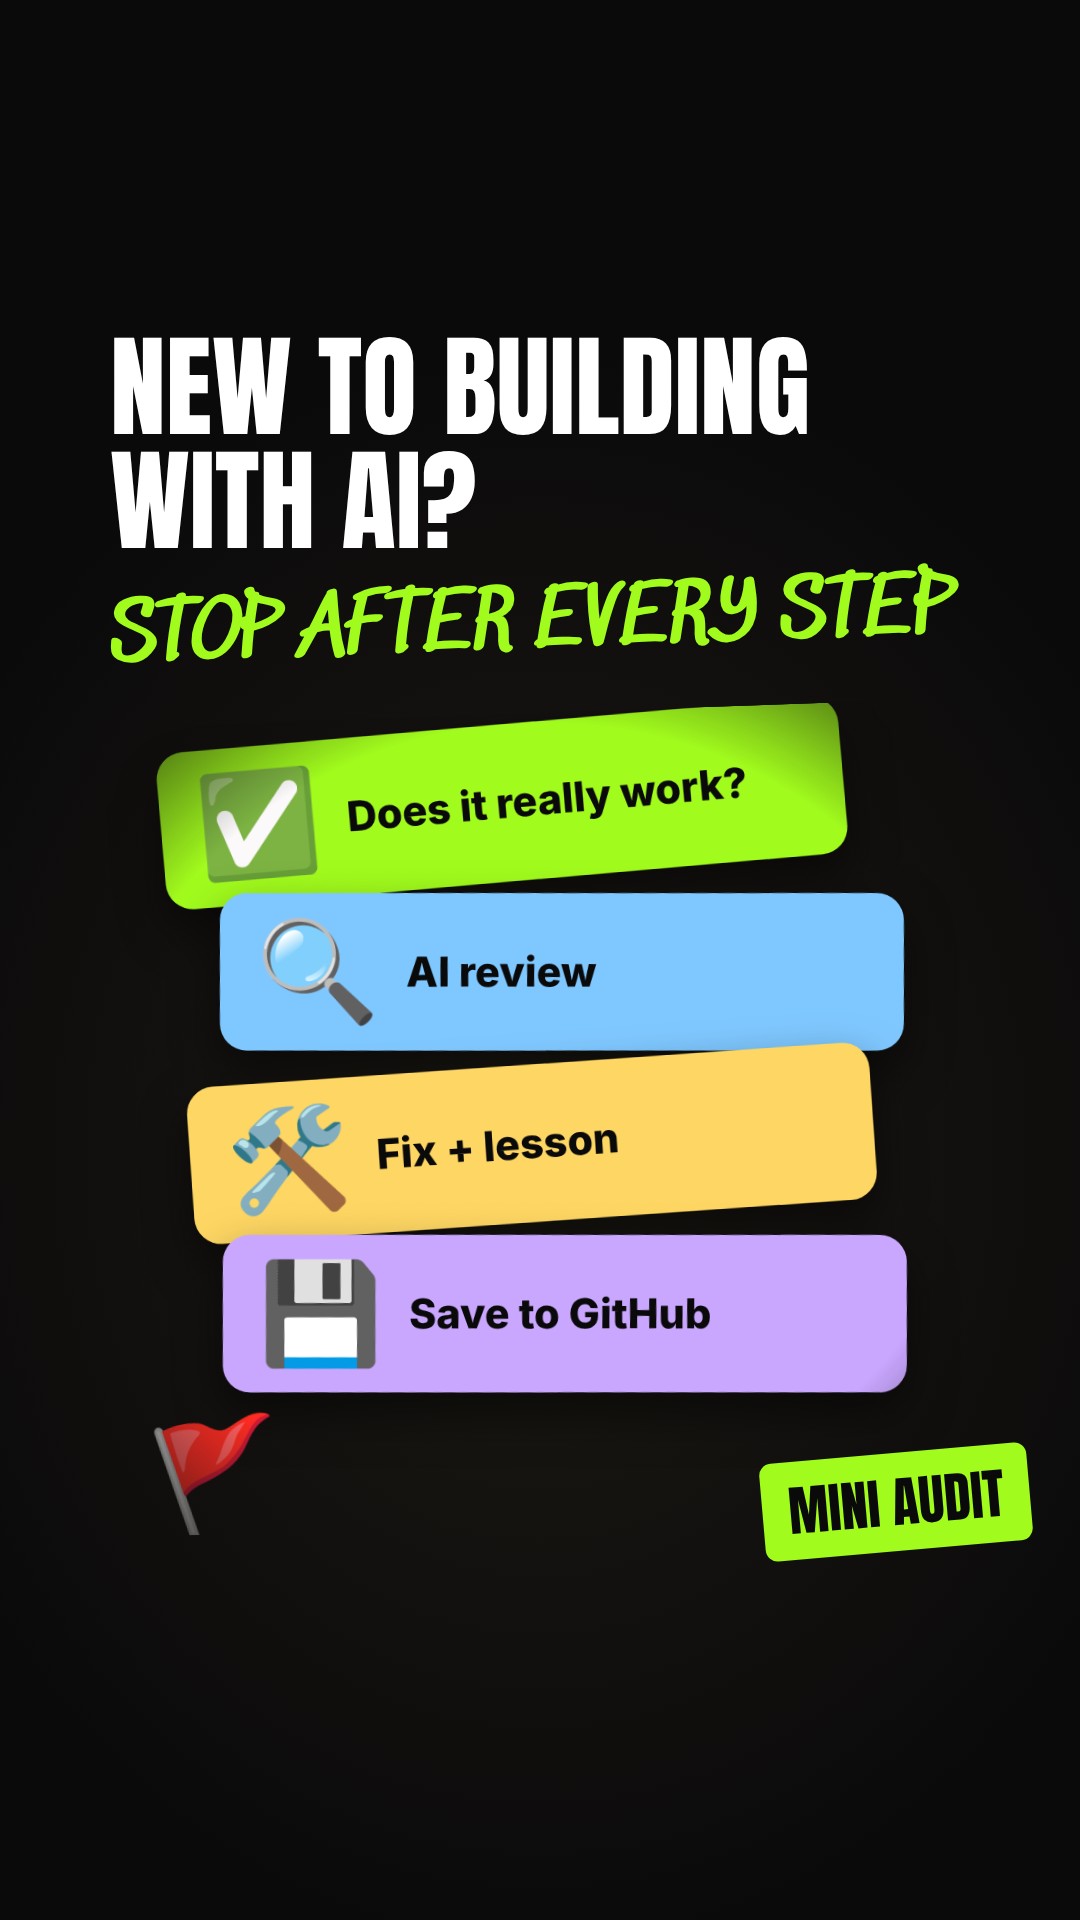 NEW TO BUILDING
WITH AI?
STOP AFTER EVERY STEP
Does it really work?
AI review
Fix + lesson
Save to GitHub
MINI AUDIT